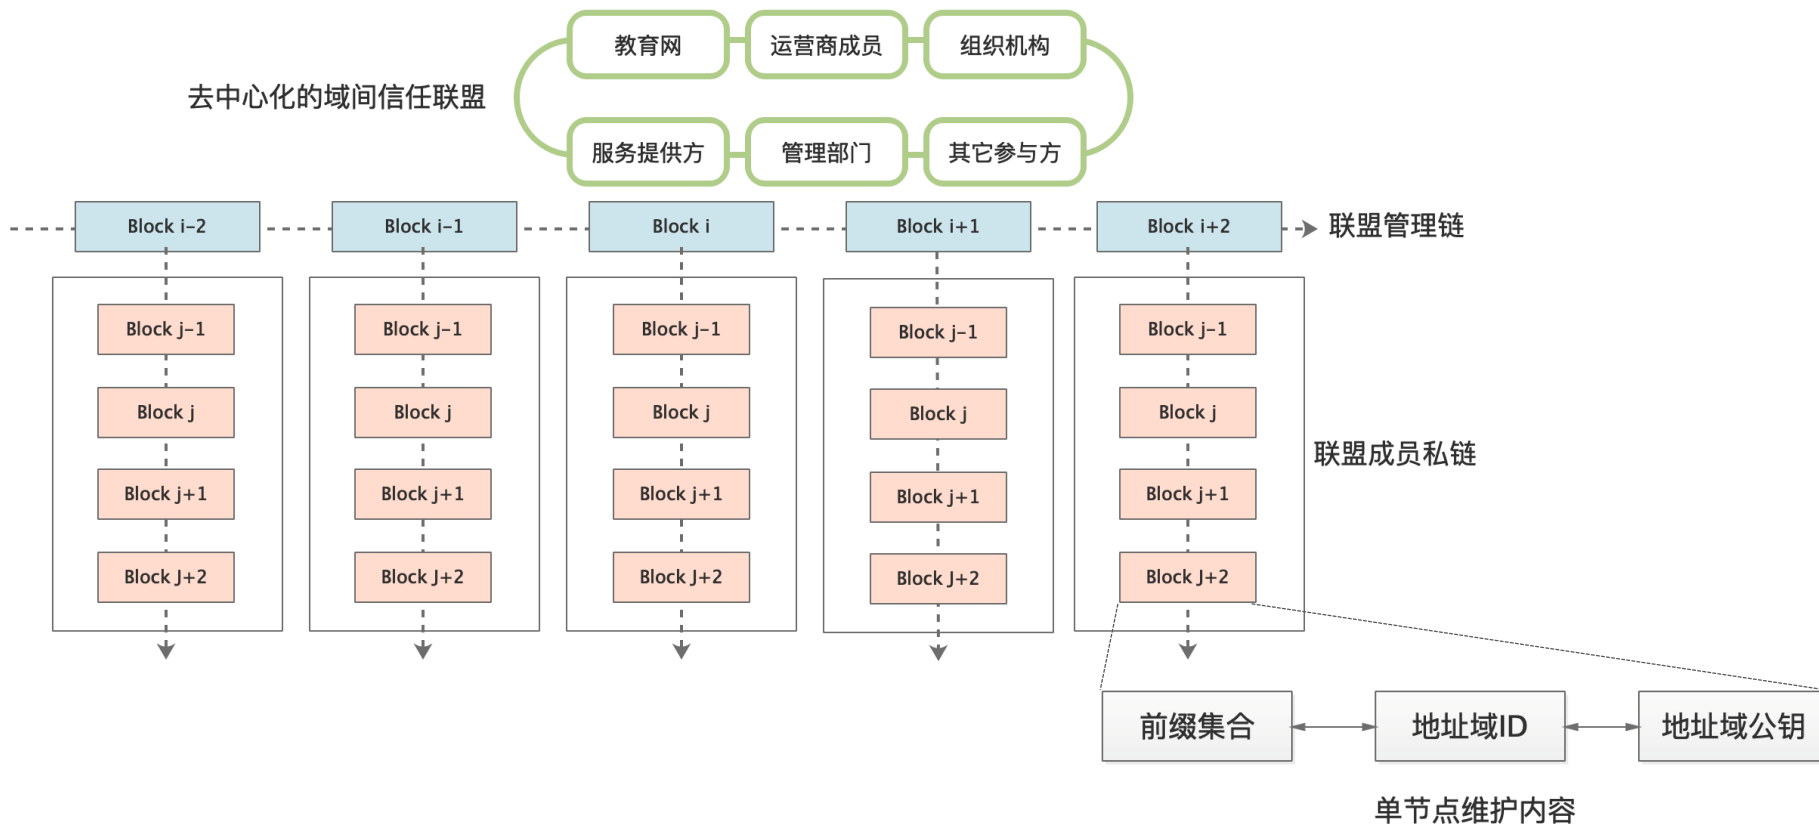 教育网
运营商成员
组织机构
去中心化的域间信任联盟
服务提供方
管理部门
其它参与方
Block i-2
Block i-1
Block i
Block i+1
Block i+2
联盟管理链
Block j-1
Block j-1
Block j-1
Block j-1
Block j-1
Block j
Block j
Block j
Block j
Block j
联盟成员私链
Block j+1
Block j+1
Block j+1
Block j+1
Block j+1
Block J+2
Block J+2
Block J+2
Block J+2
Block J+2
前缀集合
地址域ID
地址域公钥
单节点维护内容